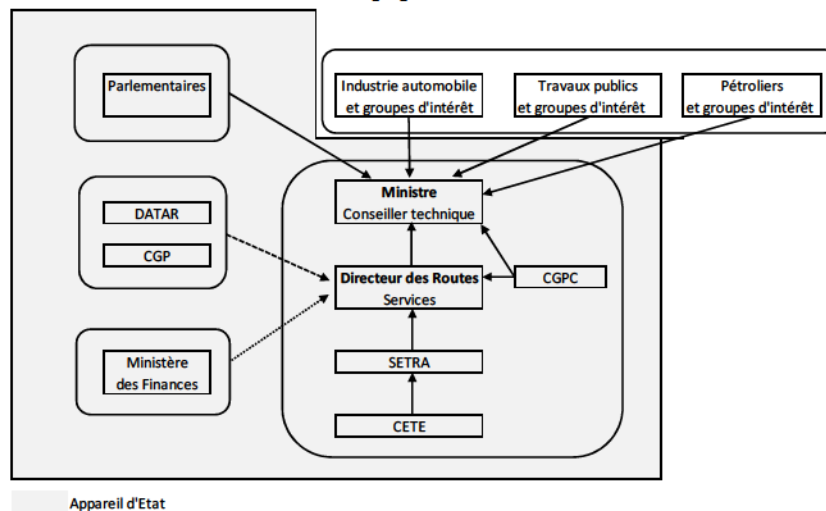 Parlementaires
Industrie automobile
et groupes d'intérêt
Travaux publics
et groupes d'intérêt
Pétroliers
et groupes d'intérêt
Ministre
Conseiller technique
DATAR
CGP
Directeur des Routes
Services
CGPC
Ministère
des Finances
SETRA
CETE
Appareil d'Etat